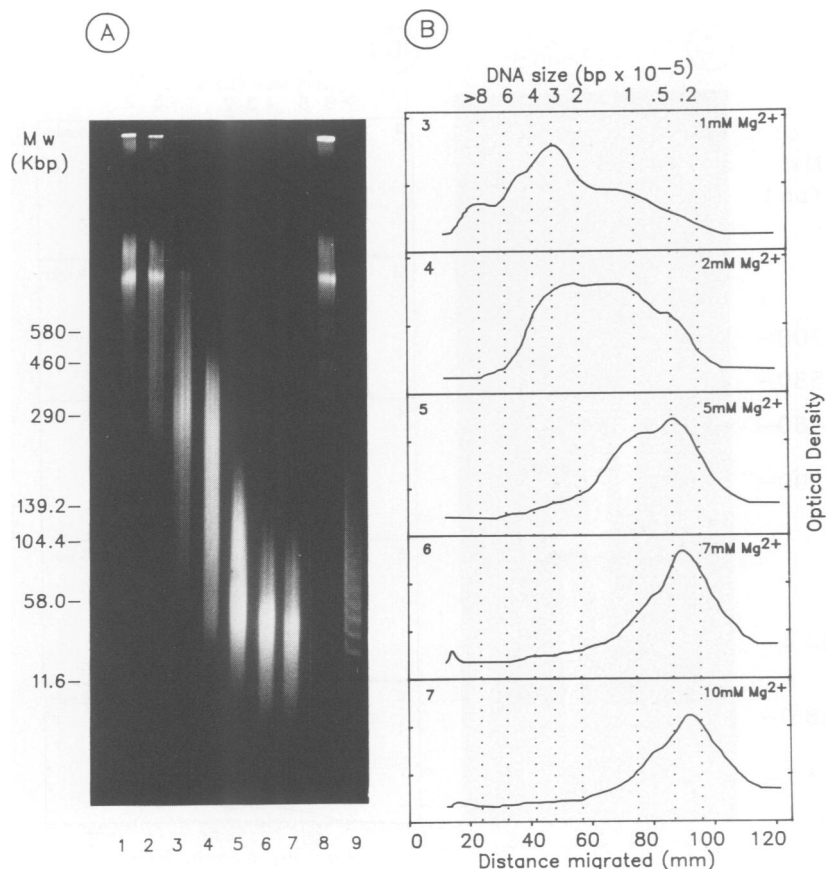 A
Mw
(Kbp)
580-
460-
290-
139.2-
104.4-
58.0-
11.6-
1 2 3 4 5 6 7 8 9
B
DNA size (bp x 10-5)
>8 6 4 3 2 1 .5 .2
3 1mM Mg2+
4 2mM Mg2+
5 5mM Mg2+
6 7mM Mg2+
7 10mM Mg2+
0 20 40 60 80 100 120
Distance migrated (mm)
Optical Density